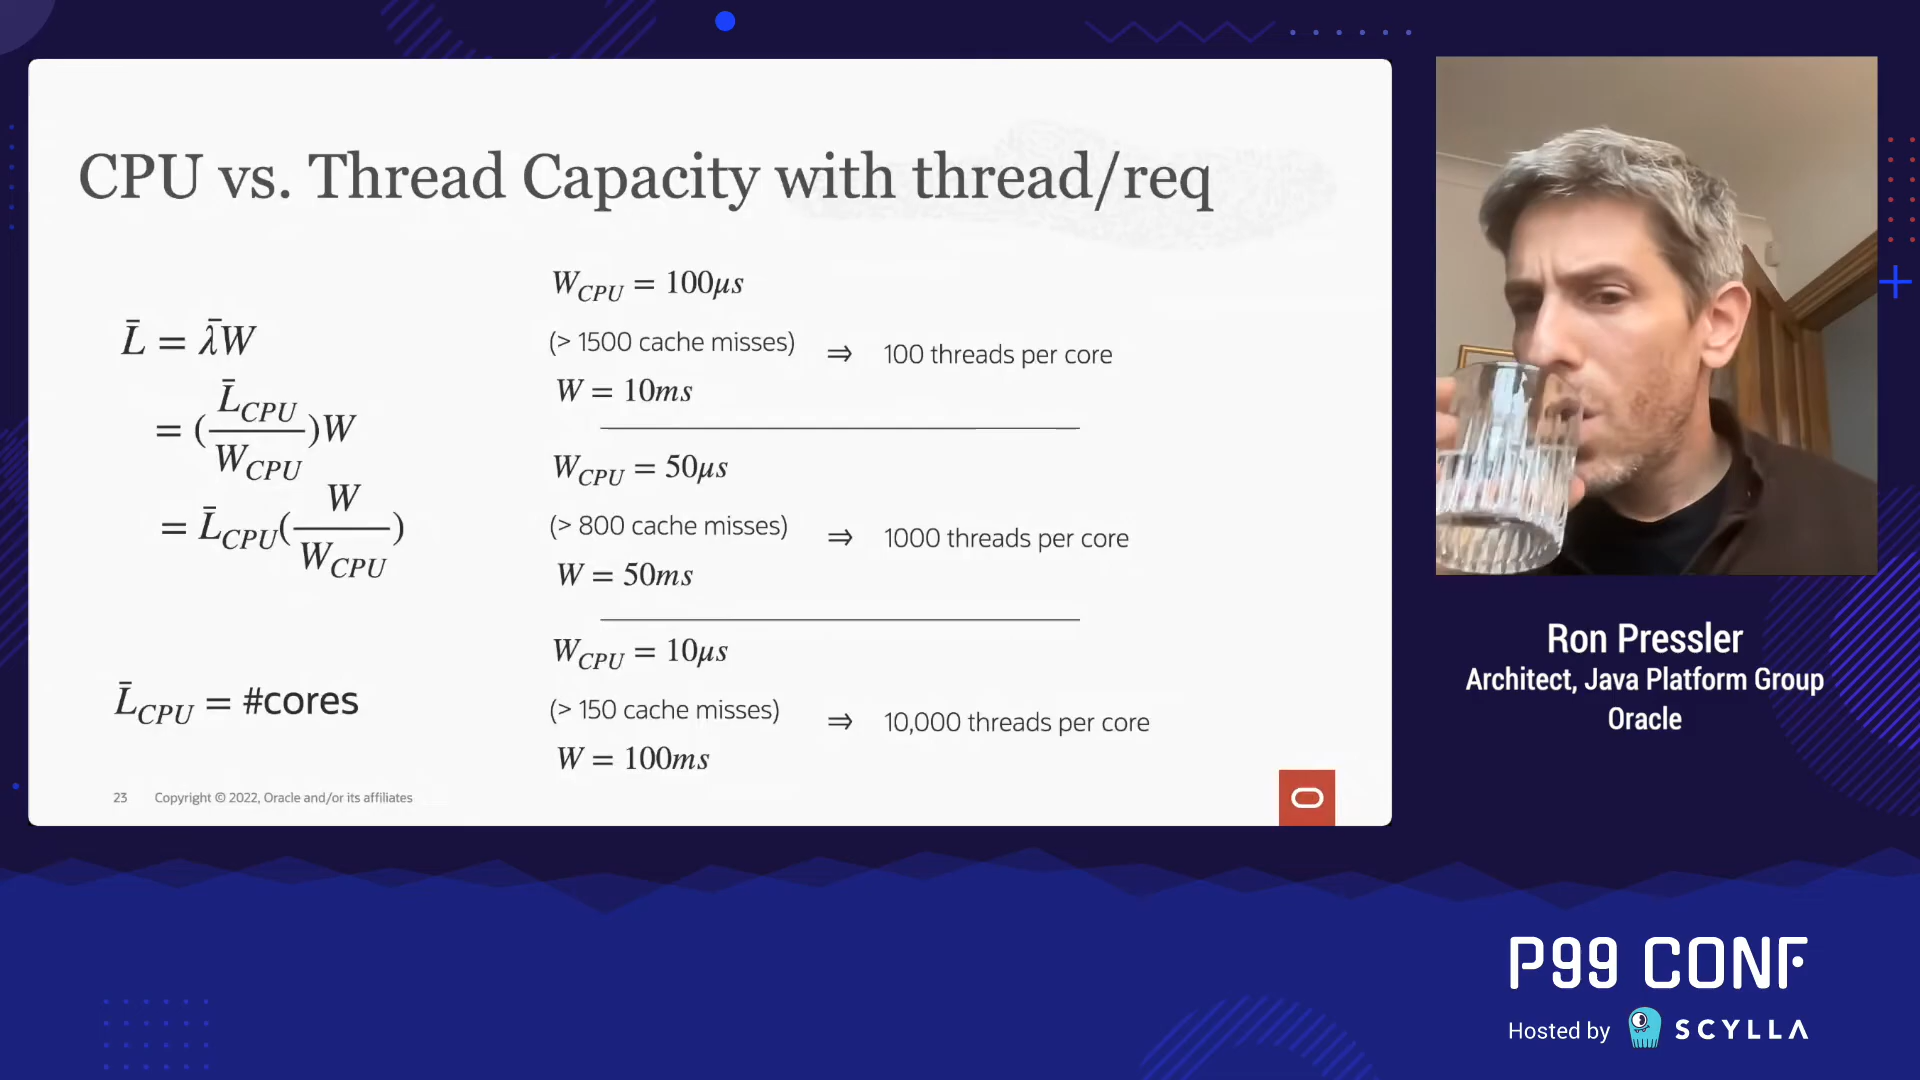 CPU vs. Thread Capacity with thread/req
L̄ = λ̄W
= (L̄_CPU / W_CPU)W
= L̄_CPU(W / W_CPU)
L̄_CPU = #cores
W_CPU = 100µs
(> 1500 cache misses) ⇒ 100 threads per core
W = 10ms
W_CPU = 50µs
(> 800 cache misses) ⇒ 1000 threads per core
W = 50ms
W_CPU = 10µs
(> 150 cache misses) ⇒ 10,000 threads per core
W = 100ms
23 Copyright © 2022, Oracle and/or its affiliates
Ron Pressler
Architect, Java Platform Group
Oracle
P99 CONF
Hosted by SCYLLA